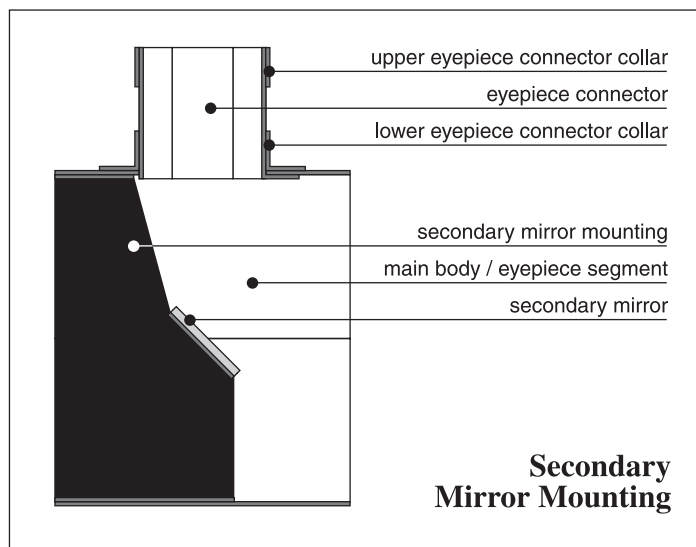 upper eyepiece connector collar
eyepiece connector
lower eyepiece connector collar
secondary mirror mounting
main body / eyepiece segment
secondary mirror
Secondary
Mirror Mounting